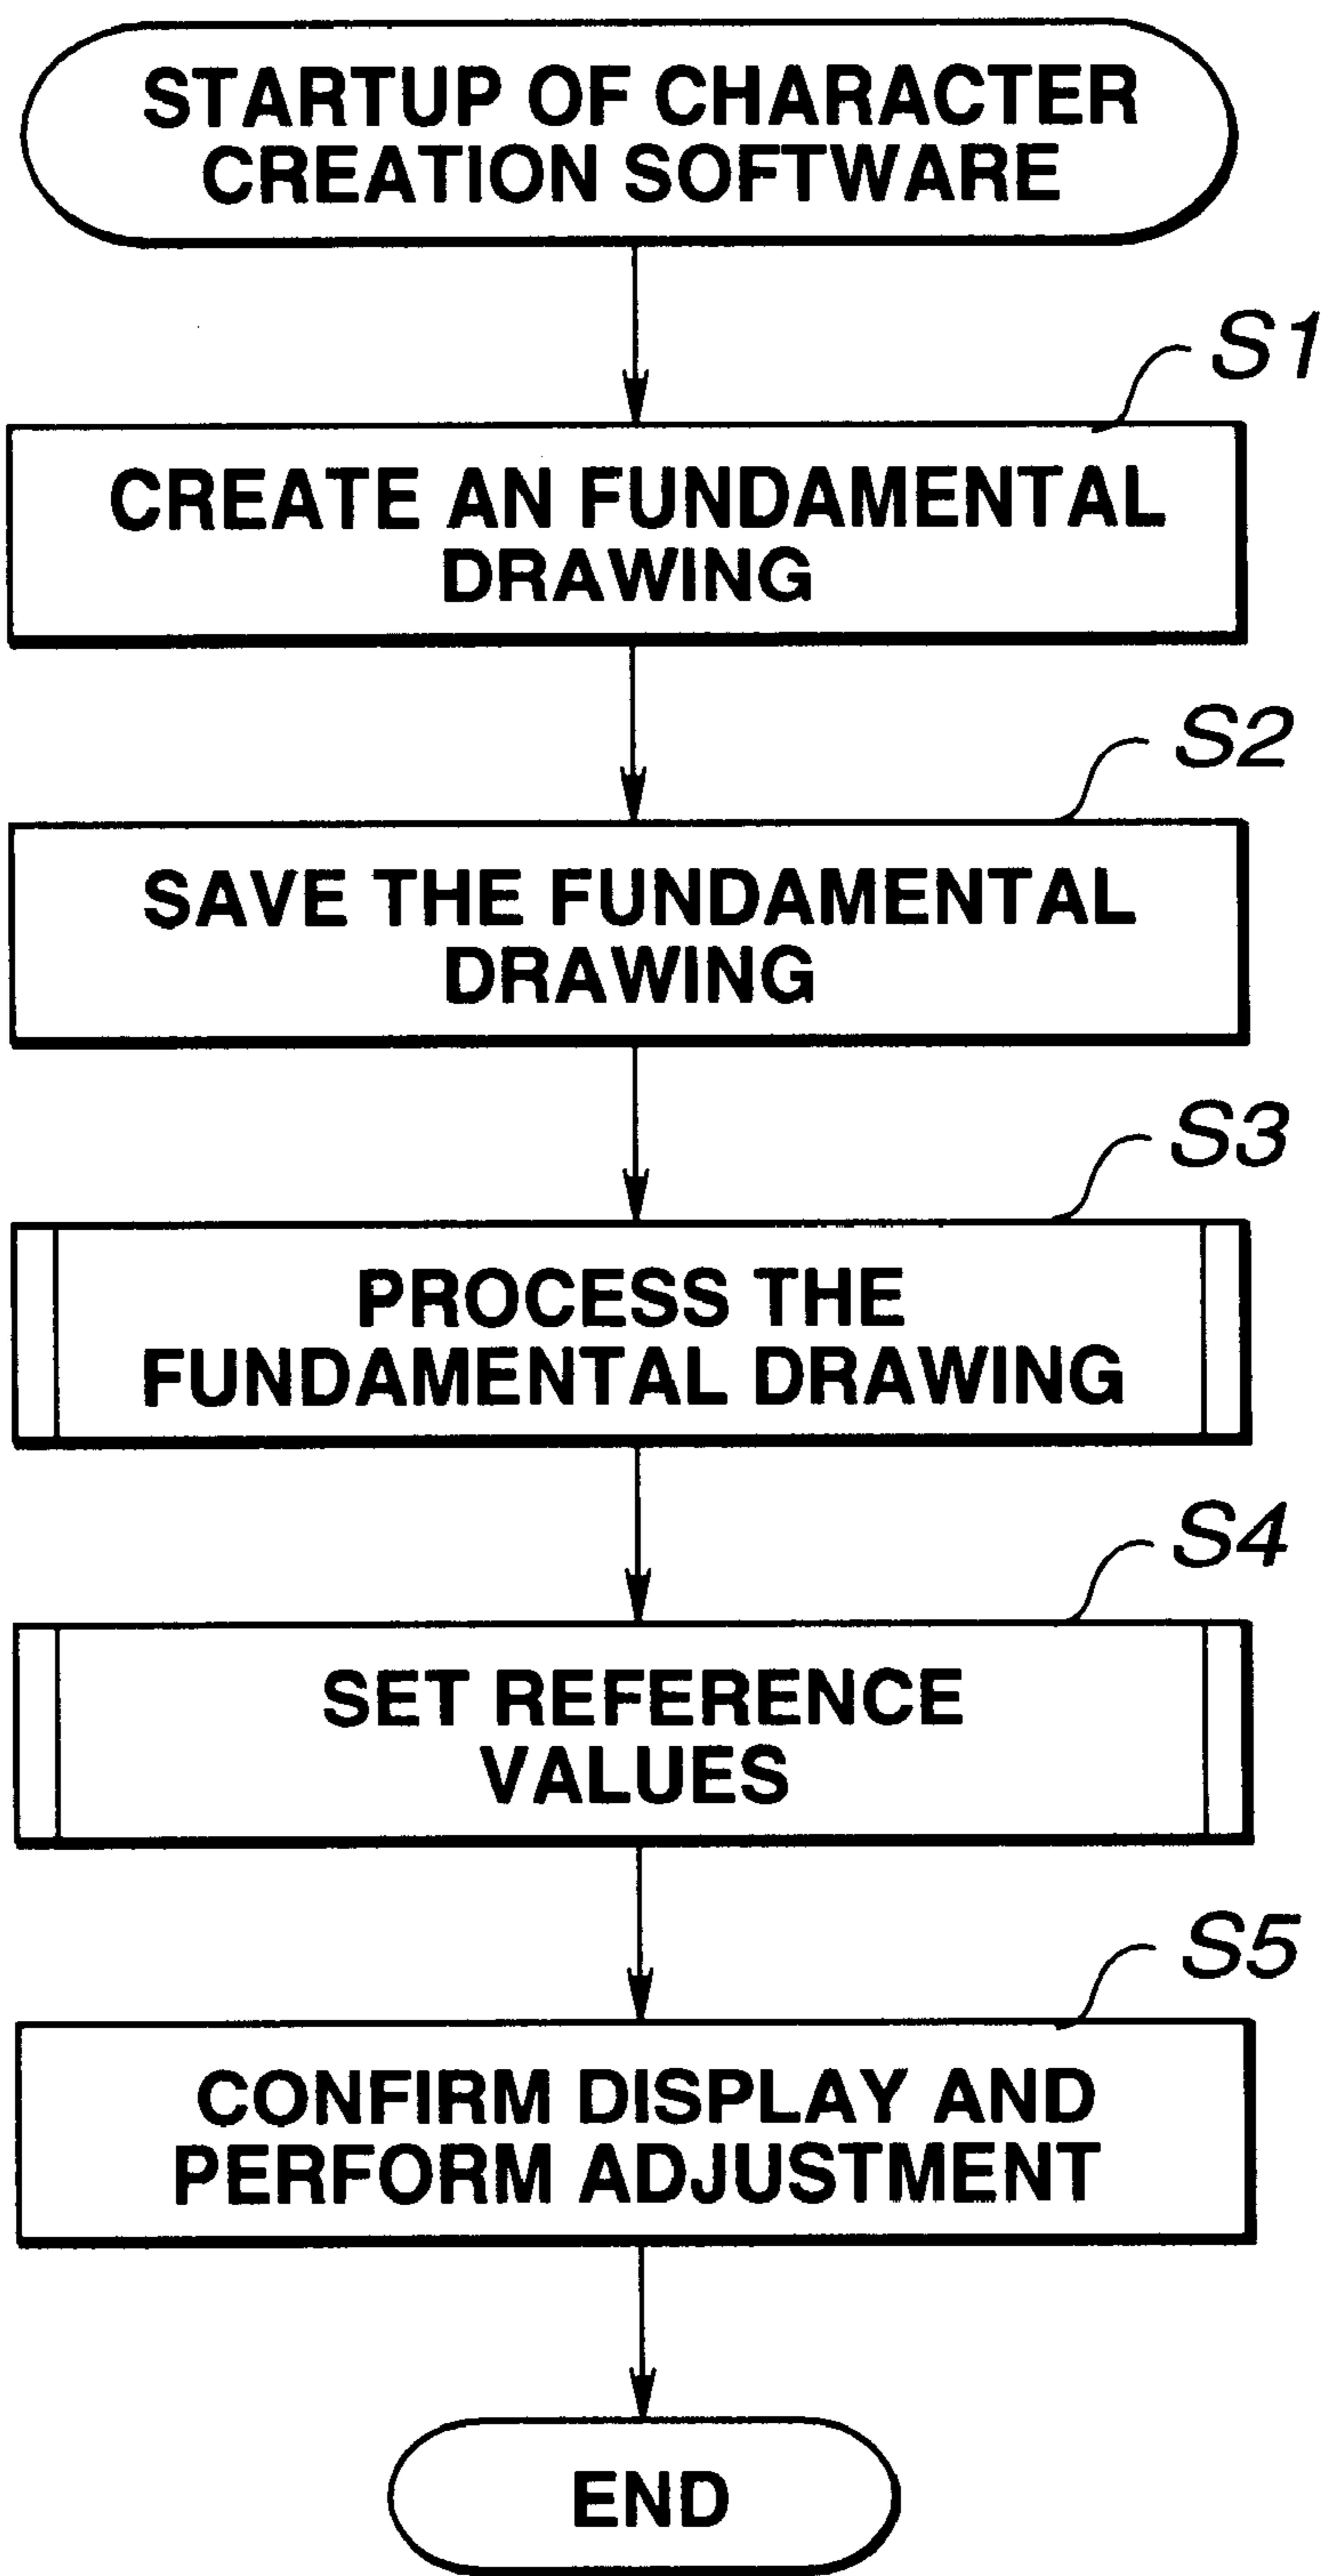 STARTUP OF CHARACTER
CREATION SOFTWARE
S1
CREATE AN FUNDAMENTAL
DRAWING
S2
SAVE THE FUNDAMENTAL
DRAWING
S3
PROCESS THE
FUNDAMENTAL DRAWING
S4
SET REFERENCE
VALUES
S5
CONFIRM DISPLAY AND
PERFORM ADJUSTMENT
END